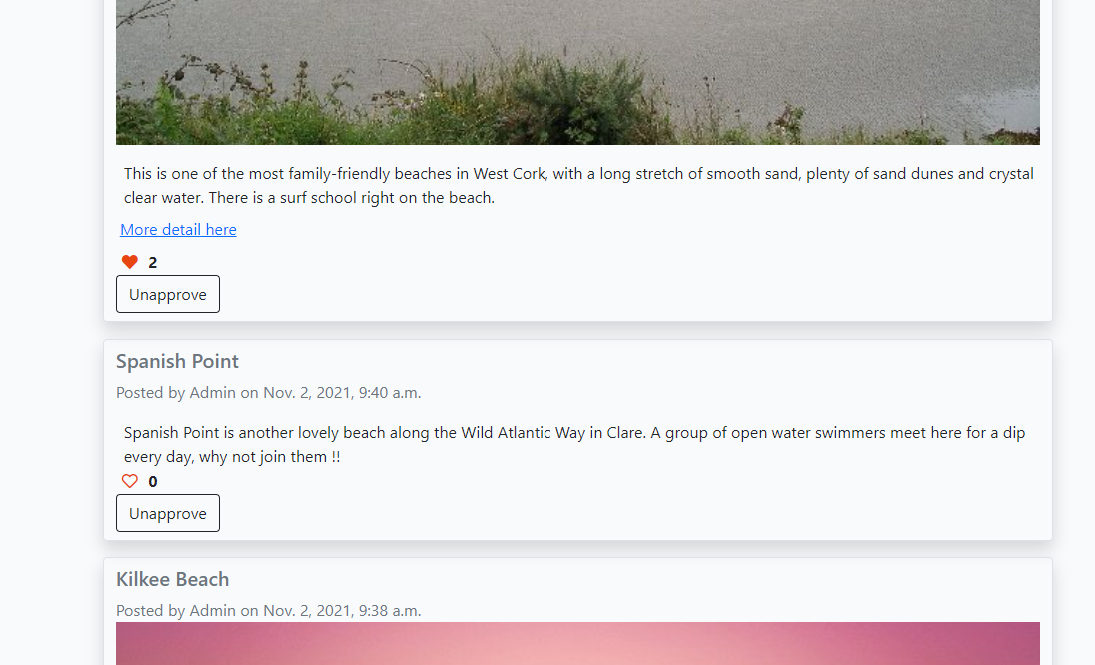 This is one of the most family-friendly beaches in West Cork, with a long stretch of smooth sand, plenty of sand dunes and crystal
clear water. There is a surf school right on the beach.
More detail here
2
Unapprove
Spanish Point
Posted by Admin on Nov. 2, 2021, 9:40 a.m.
Spanish Point is another lovely beach along the Wild Atlantic Way in Clare. A group of open water swimmers meet here for a dip
every day, why not join them !!
0
Unapprove
Kilkee Beach
Posted by Admin on Nov. 2, 2021, 9:38 a.m.